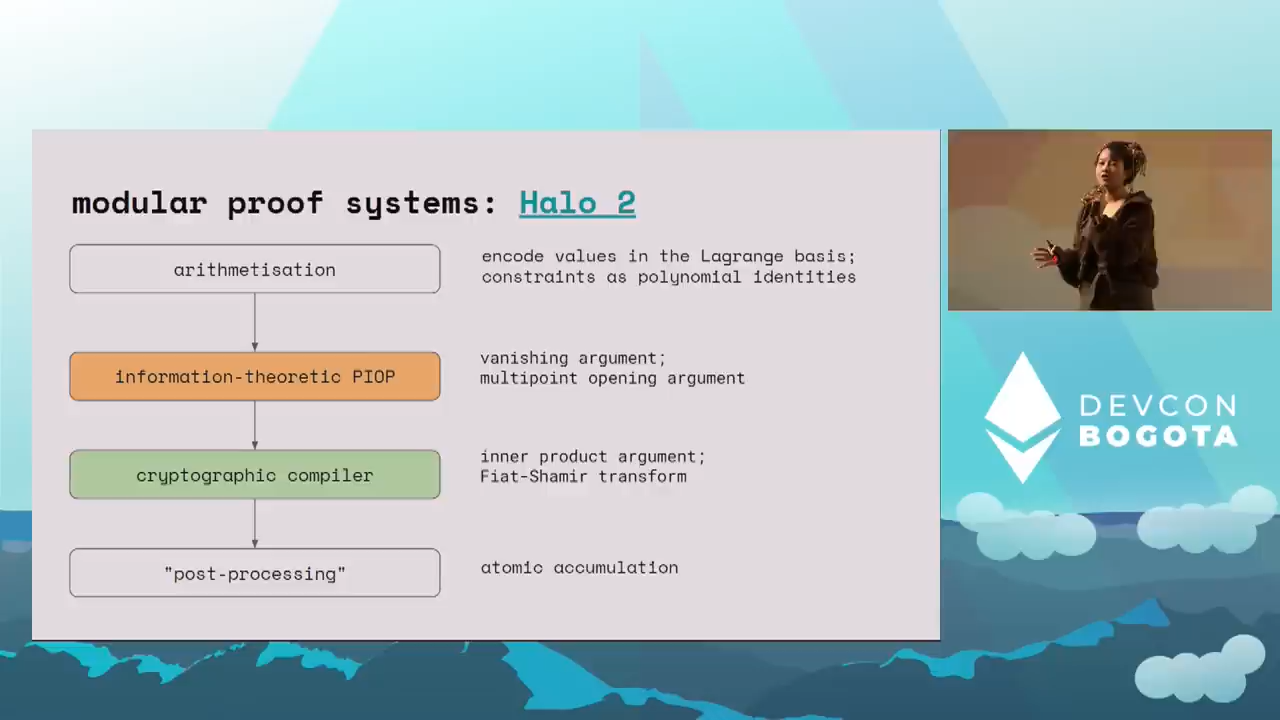 modular proof systems: Halo 2
arithmetisation
encode values in the Lagrange basis;
constraints as polynomial identities
information-theoretic PIOP
vanishing argument;
multipoint opening argument
cryptographic compiler
inner product argument;
Fiat-Shamir transform
"post-processing"
atomic accumulation
DEVCON
BOGOTA